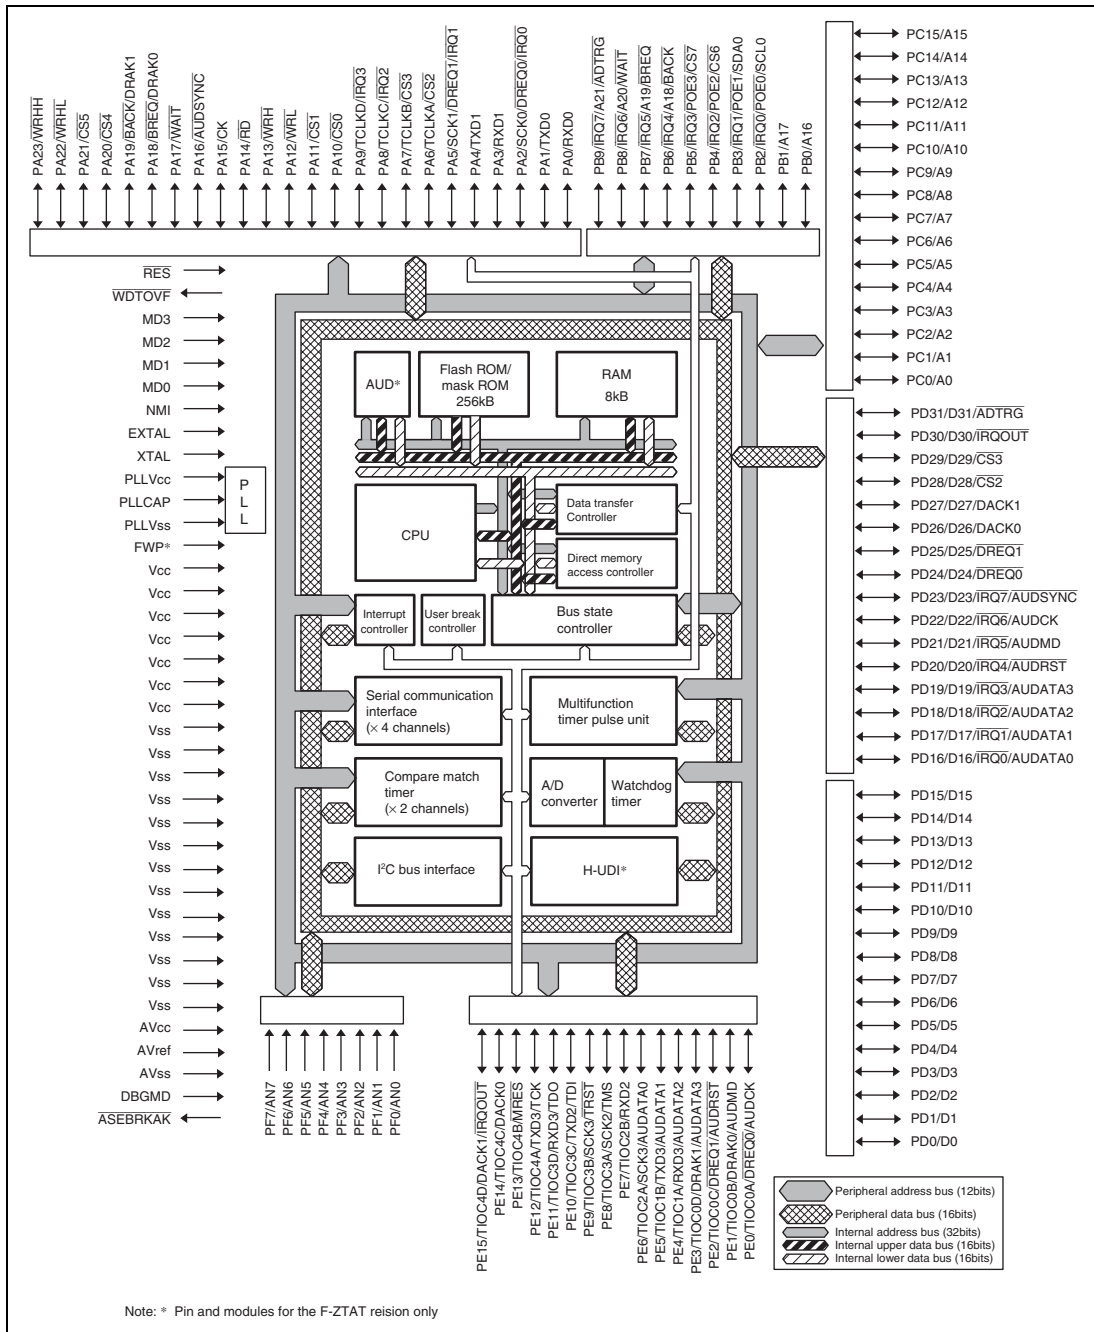 PA23/WRHH
PA22/WRHL
PA21/CS5
PA20/CS4
PA19/BACK/DRAK1
PA18/BREQ/DRAK0
PA17/WAIT
PA16/AUDSYNC
PA15/CK
PA14/RD
PA13/WRH
PA12/WRL
PA11/CS1
PA10/CS0
PA9/TCLKD/IRQ3
PA8/TCLKC/IRQ2
PA7/TCLKB/CS3
PA6/TCLKA/CS2
PA5/SCK1/DREQ1/IRQ1
PA4/TXD1
PA3/RXD1
PA2/SCK0/DREQ0/IRQ0
PA1/TXD0
PA0/RXD0
PB9/IRQ7/A21/ADTRG
PB8/IRQ6/A20/WAIT
PB7/IRQ5/A19/BREQ
PB6/IRQ4/A18/BACK
PB5/IRQ3/POE3/CS7
PB4/IRQ2/POE2/CS6
PB3/IRQ1/POE1/SDA0
PB2/IRQ0/POE0/SCL0
PB1/A17
PB0/A16
PC15/A15
PC14/A14
PC13/A13
PC12/A12
PC11/A11
PC10/A10
PC9/A9
PC8/A8
PC7/A7
PC6/A6
PC5/A5
PC4/A4
PC3/A3
PC2/A2
PC1/A1
PC0/A0
RES
WDTOVF
MD3
MD2
MD1
MD0
NMI
EXTAL
XTAL
PLLVcc
PLLCAP
PLLVss
FWP*
Vcc
Vcc
Vcc
Vcc
Vcc
Vcc
Vcc
Vss
Vss
Vss
Vss
Vss
Vss
Vss
Vss
Vss
Vss
Vss
Vss
Vss
AVcc
AVref
AVss
DBGMD
ASEBRKAK
P
L
L
AUD*
Flash ROM/
mask ROM
256kB
RAM
8kB
CPU
Data transfer
Controller
Direct memory
access controller
Interrupt
controller
User break
controller
Bus state
controller
Serial communication
interface
(× 4 channels)
Multifunction
timer pulse unit
Compare match
timer
(× 2 channels)
A/D
converter
Watchdog
timer
I²C bus interface
H-UDI*
PD31/D31/ADTRG
PD30/D30/IRQOUT
PD29/D29/CS3
PD28/D28/CS2
PD27/D27/DACK1
PD26/D26/DACK0
PD25/D25/DREQ1
PD24/D24/DREQ0
PD23/D23/IRQ7/AUDSYNC
PD22/D22/IRQ6/AUDCK
PD21/D21/IRQ5/AUDMD
PD20/D20/IRQ4/AUDRST
PD19/D19/IRQ3/AUDATA3
PD18/D18/IRQ2/AUDATA2
PD17/D17/IRQ1/AUDATA1
PD16/D16/IRQ0/AUDATA0
PD15/D15
PD14/D14
PD13/D13
PD12/D12
PD11/D11
PD10/D10
PD9/D9
PD8/D8
PD7/D7
PD6/D6
PD5/D5
PD4/D4
PD3/D3
PD2/D2
PD1/D1
PD0/D0
PF7/AN7
PF6/AN6
PF5/AN5
PF4/AN4
PF3/AN3
PF2/AN2
PF1/AN1
PF0/AN0
PE15/TIOC4D/DACK1/IRQOUT
PE14/TIOC4C/DACK0
PE13/TIOC4B/MRES
PE12/TIOC4A/TXD3/TCK
PE11/TIOC3D/RXD3/TDO
PE10/TIOC3C/TXD2/TDI
PE9/TIOC3B/SCK3/TRST
PE8/TIOC3A/SCK2/TMS
PE7/TIOC2B/RXD2
PE6/TIOC2A/SCK3/AUDATA0
PE5/TIOC1B/TXD3/AUDATA1
PE4/TIOC1A/RXD3/AUDATA2
PE3/TIOC0D/DRAK1/AUDATA3
PE2/TIOC0C/DREQ1/AUDRST
PE1/TIOC0B/DRAK0/AUDMD
PE0/TIOC0A/DREQ0/AUDCK
Peripheral address bus (12bits)
Peripheral data bus (16bits)
Internal address bus (32bits)
Internal upper data bus (16bits)
Internal lower data bus (16bits)
Note: * Pin and modules for the F-ZTAT reision only